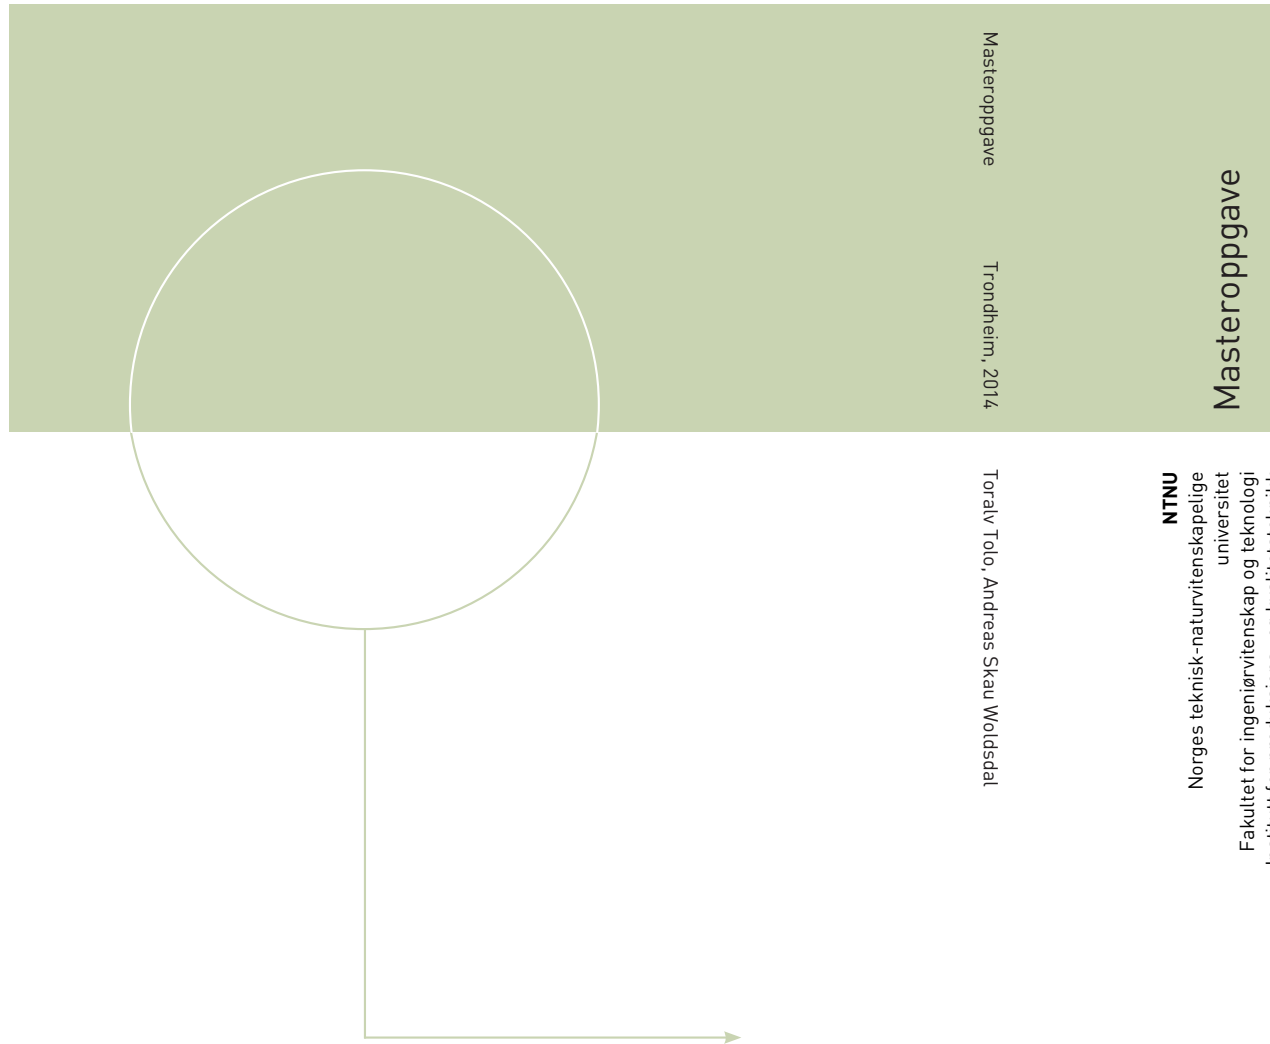 Masteroppgave
Trondheim, 2014
Toralv Tolo, Andreas Skau Woldsdal
Masteroppgave
NTNU
Norges teknisk-naturvitenskapelige
universitet
Fakultet for ingeniørvitenskap og teknologi